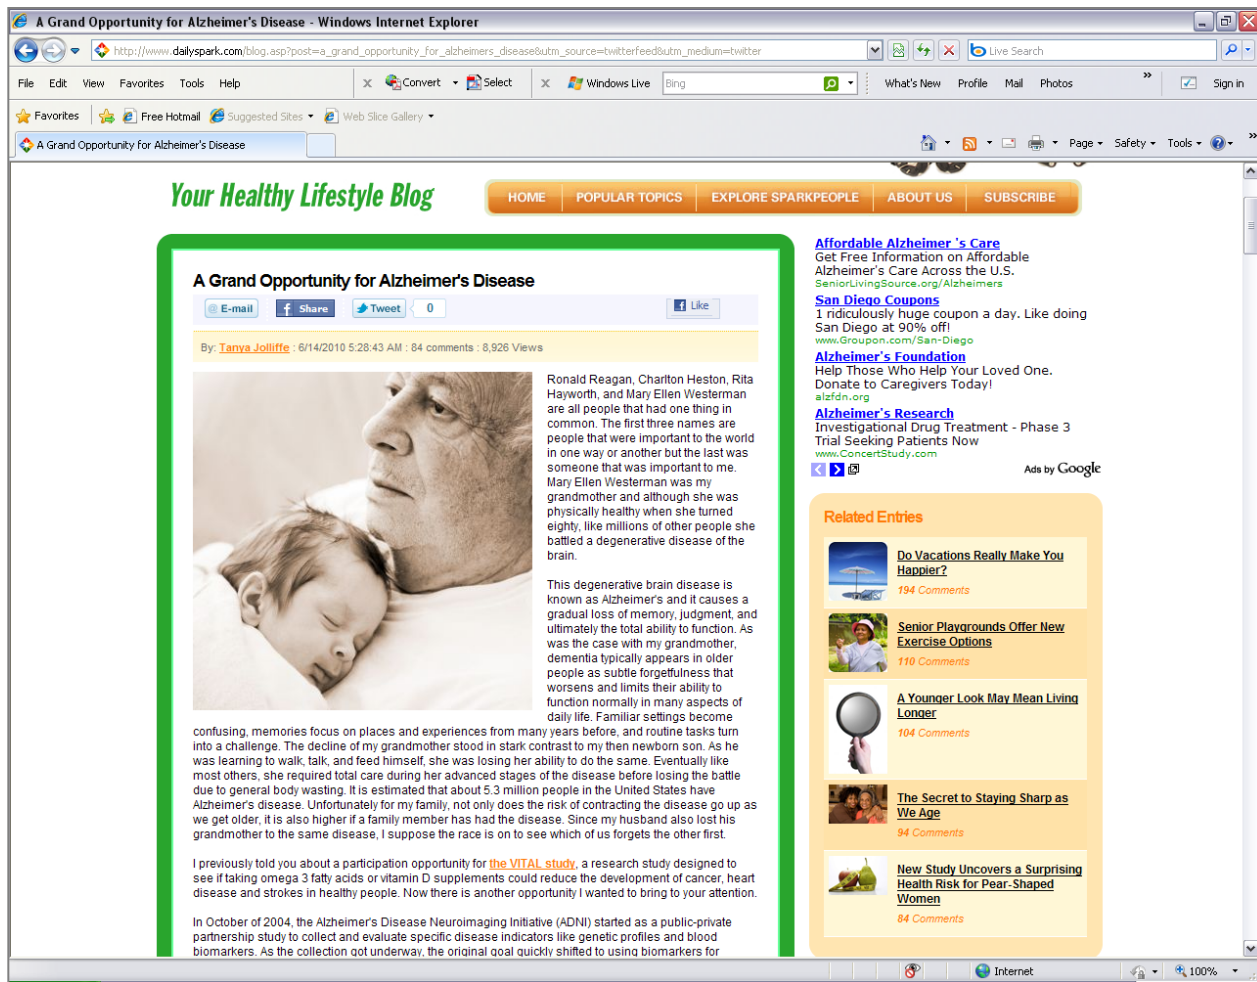 A Grand Opportunity for Alzheimer's Disease - Windows Internet Explorer
http://www.dailyspark.com/blog.asp?post=a_grand_opportunity_for_alzheimers_disease&utm_source=twitterfeed&utm_medium=twitter
Live Search
File Edit View Favorites Tools Help
x Convert Select
x Windows Live Bing
What's New Profile Mail Photos » Sign in
Favorites Free Hotmail Suggested Sites Web Slice Gallery
A Grand Opportunity for Alzheimer's Disease
Page Safety Tools »
Your Healthy Lifestyle Blog
HOME POPULAR TOPICS EXPLORE SPARKPEOPLE ABOUT US SUBSCRIBE
A Grand Opportunity for Alzheimer's Disease
@ E-mail f Share Tweet 0 f Like
By: Tanya Jolliffe : 6/14/2010 5:28:43 AM : 84 comments : 8,926 Views
Ronald Reagan, Charlton Heston, Rita
Hayworth, and Mary Ellen Westerman
are all people that had one thing in
common. The first three names are
people that were important to the world
in one way or another but the last was
someone that was important to me.
Mary Ellen Westerman was my
grandmother and although she was
physically healthy when she turned
eighty, like millions of other people she
battled a degenerative disease of the
brain.
This degenerative brain disease is
known as Alzheimer's and it causes a
gradual loss of memory, judgment, and
ultimately the total ability to function. As
was the case with my grandmother,
dementia typically appears in older
people as subtle forgetfulness that
worsens and limits their ability to
function normally in many aspects of
daily life. Familiar settings become
confusing, memories focus on places and experiences from many years before, and routine tasks turn
into a challenge. The decline of my grandmother stood in stark contrast to my then newborn son. As he
was learning to walk, talk, and feed himself, she was losing her ability to do the same. Eventually like
most others, she required total care during her advanced stages of the disease before losing the battle
due to general body wasting. It is estimated that about 5.3 million people in the United States have
Alzheimer's disease. Unfortunately for my family, not only does the risk of contracting the disease go up as
we get older, it is also higher if a family member has had the disease. Since my husband also lost his
grandmother to the same disease, I suppose the race is on to see which of us forgets the other first.
I previously told you about a participation opportunity for the VITAL study, a research study designed to
see if taking omega 3 fatty acids or vitamin D supplements could reduce the development of cancer, heart
disease and strokes in healthy people. Now there is another opportunity I wanted to bring to your attention.
In October of 2004, the Alzheimer's Disease Neuroimaging Initiative (ADNI) started as a public-private
partnership study to collect and evaluate specific disease indicators like genetic profiles and blood
biomarkers. As the collection got underway, the original goal quickly shifted to using biomarkers for
Affordable Alzheimer 's Care
Get Free Information on Affordable
Alzheimer's Care Across the U.S.
SeniorLivingSource.org/Alzheimers
San Diego Coupons
1 ridiculously huge coupon a day. Like doing
San Diego at 90% off!
www.Groupon.com/San-Diego
Alzheimer's Foundation
Help Those Who Help Your Loved One.
Donate to Caregivers Today!
alzfdn.org
Alzheimer's Research
Investigational Drug Treatment - Phase 3
Trial Seeking Patients Now
www.ConcertStudy.com
Ads by Google
Related Entries
Do Vacations Really Make You
Happier?
194 Comments
Senior Playgrounds Offer New
Exercise Options
110 Comments
A Younger Look May Mean Living
Longer
104 Comments
The Secret to Staying Sharp as
We Age
94 Comments
New Study Uncovers a Surprising
Health Risk for Pear-Shaped
Women
84 Comments
Internet 100%